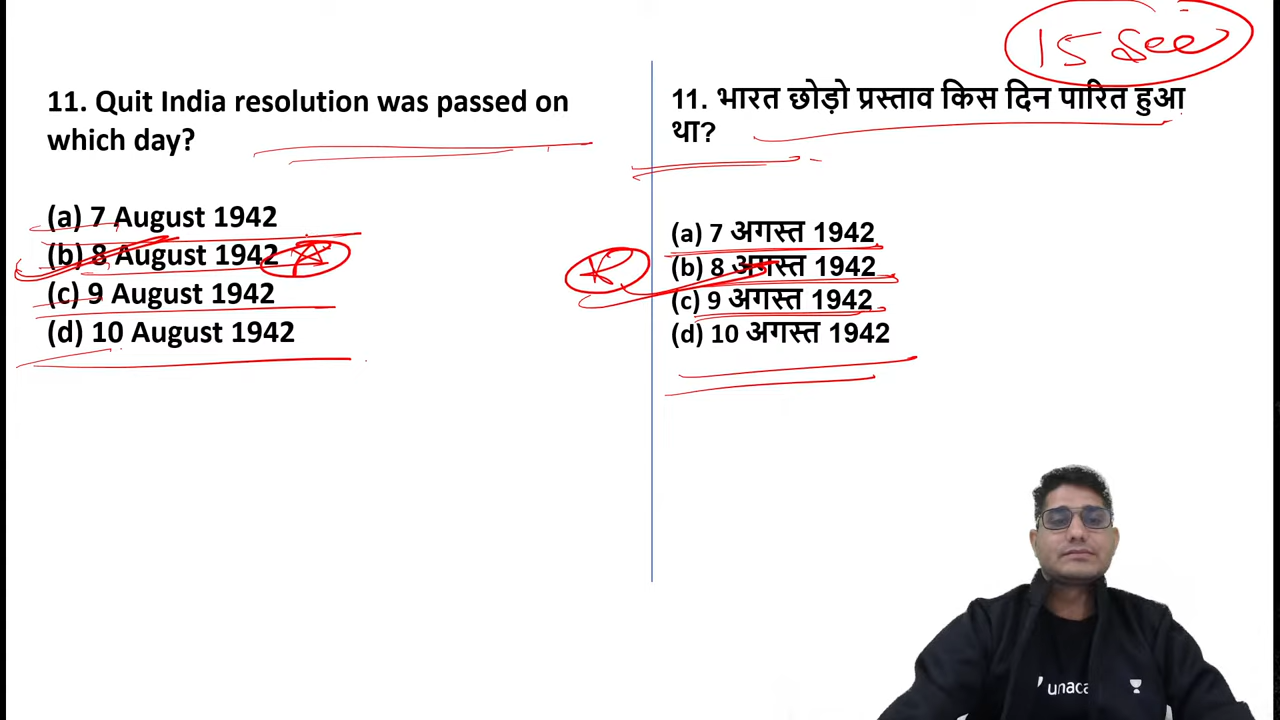 15 Sec
11. Quit India resolution was passed on
which day?
(a) 7 August 1942
(b) 8 August 1942
(c) 9 August 1942
(d) 10 August 1942
11. भारत छोड़ो प्रस्ताव किस दिन पारित हुआ
था?
(a) 7 अगस्त 1942
(b) 8 अगस्त 1942
(c) 9 अगस्त 1942
(d) 10 अगस्त 1942
unaca